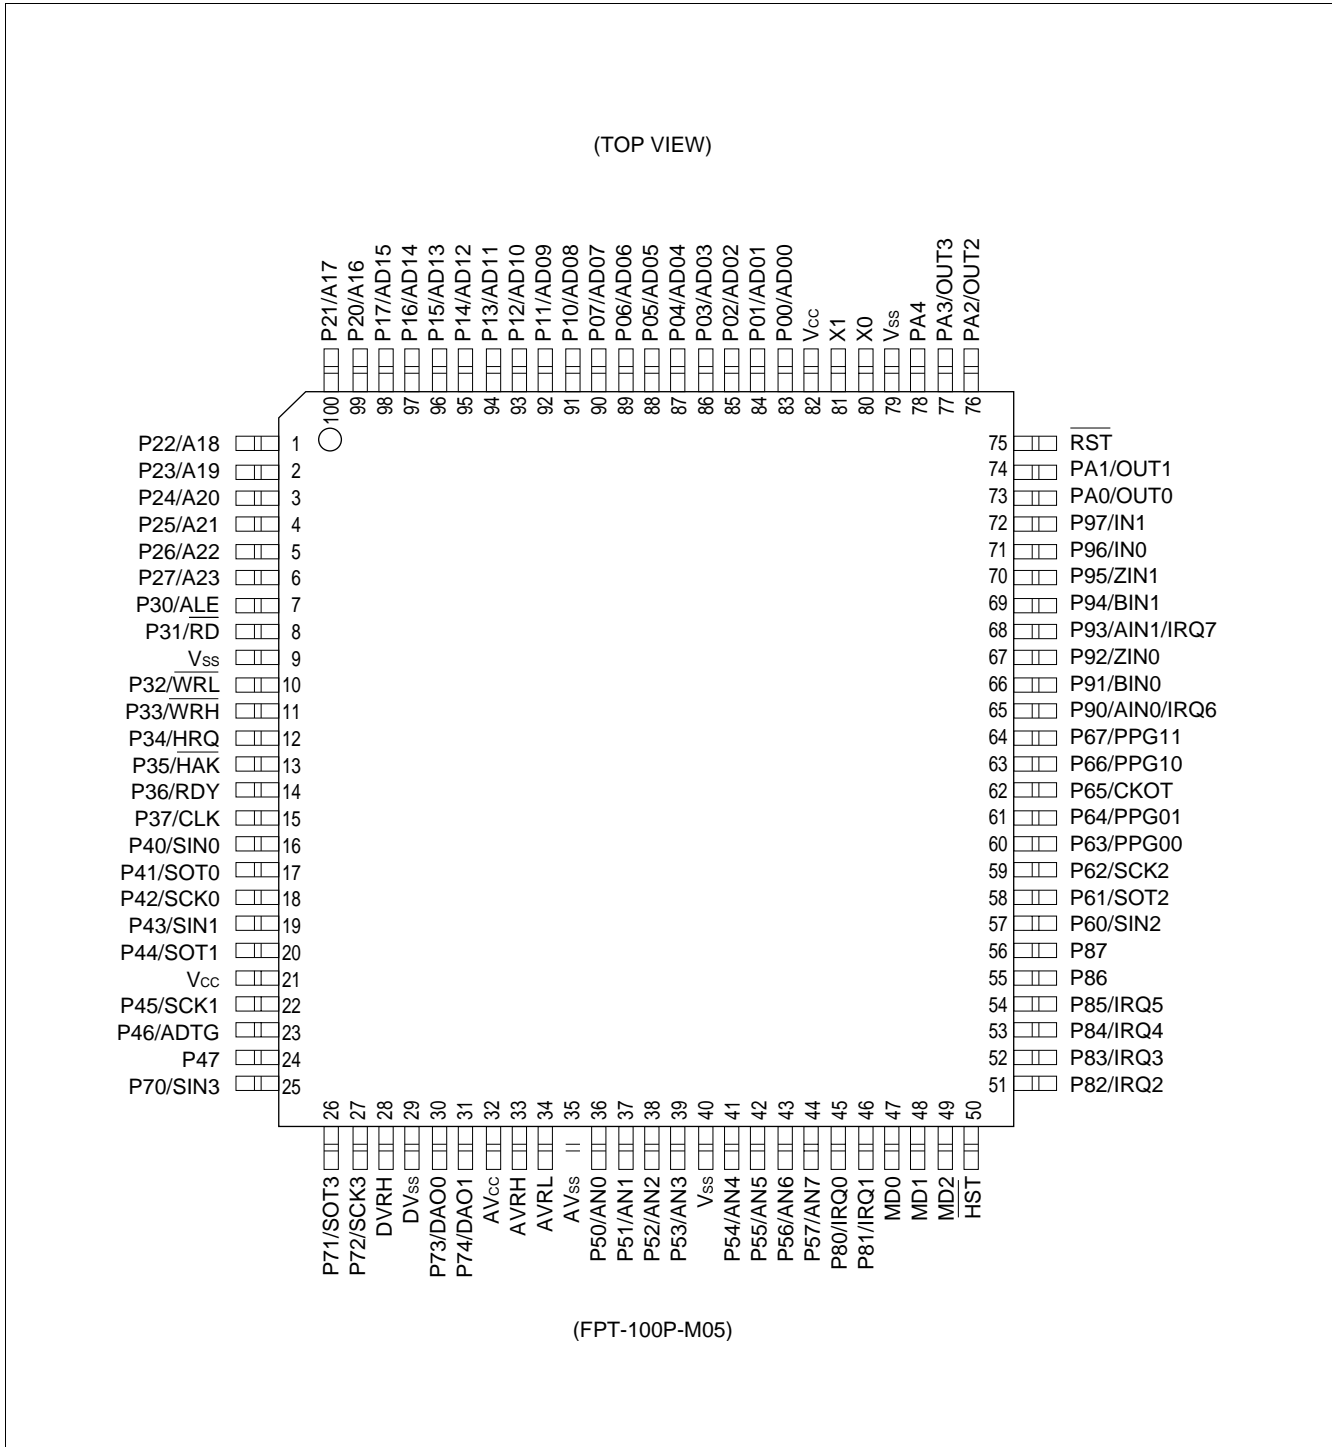 (TOP VIEW)
P21/A17
P20/A16
P17/AD15
P16/AD14
P15/AD13
P14/AD12
P13/AD11
P12/AD10
P11/AD09
P10/AD08
P07/AD07
P06/AD06
P05/AD05
P04/AD04
P03/AD03
P02/AD02
P01/AD01
P00/AD00
Vcc
X1
X0
Vss
PA4
PA3/OUT3
PA2/OUT2
100
99
98
97
96
95
94
93
92
91
90
89
88
87
86
85
84
83
82
81
80
79
78
77
76
P22/A18 1
P23/A19 2
P24/A20 3
P25/A21 4
P26/A22 5
P27/A23 6
P30/ALE 7
P31/RD 8
Vss 9
P32/WRL 10
P33/WRH 11
P34/HRQ 12
P35/HAK 13
P36/RDY 14
P37/CLK 15
P40/SIN0 16
P41/SOT0 17
P42/SCK0 18
P43/SIN1 19
P44/SOT1 20
Vcc 21
P45/SCK1 22
P46/ADTG 23
P47 24
P70/SIN3 25
75 RST
74 PA1/OUT1
73 PA0/OUT0
72 P97/IN1
71 P96/IN0
70 P95/ZIN1
69 P94/BIN1
68 P93/AIN1/IRQ7
67 P92/ZIN0
66 P91/BIN0
65 P90/AIN0/IRQ6
64 P67/PPG11
63 P66/PPG10
62 P65/CKOT
61 P64/PPG01
60 P63/PPG00
59 P62/SCK2
58 P61/SOT2
57 P60/SIN2
56 P87
55 P86
54 P85/IRQ5
53 P84/IRQ4
52 P83/IRQ3
51 P82/IRQ2
26
27
28
29
30
31
32
33
34
35
36
37
38
39
40
41
42
43
44
45
46
47
48
49
50
P71/SOT3
P72/SCK3
DVRH
DVss
P73/DAO0
P74/DAO1
AVcc
AVRH
AVRL
AVss
P50/AN0
P51/AN1
P52/AN2
P53/AN3
Vss
P54/AN4
P55/AN5
P56/AN6
P57/AN7
P80/IRQ0
P81/IRQ1
MD0
MD1
MD2
HST
(FPT-100P-M05)